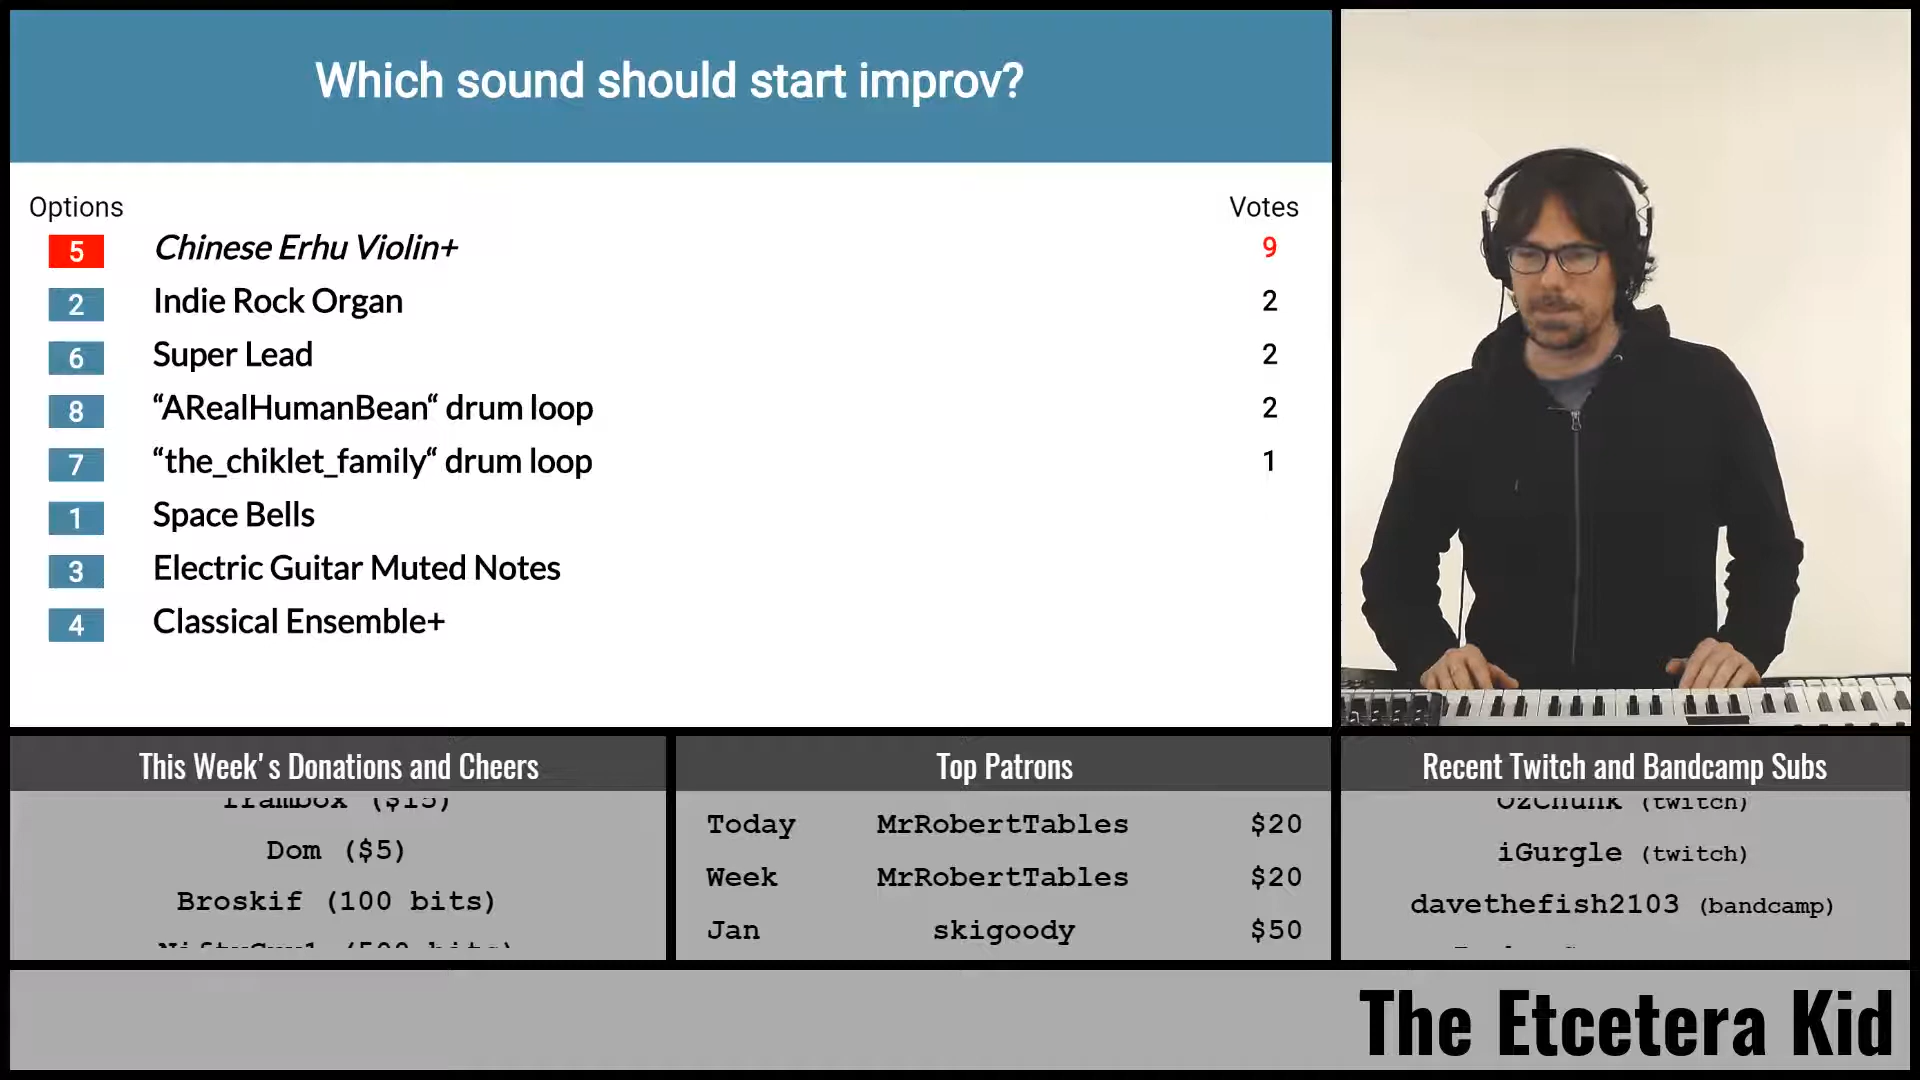 Which sound should start improv?
Options Votes
5 Chinese Erhu Violin+ 9
2 Indie Rock Organ 2
6 Super Lead 2
8 “ARealHumanBean“ drum loop 2
7 “the_chiklet_family“ drum loop 1
1 Space Bells
3 Electric Guitar Muted Notes
4 Classical Ensemble+
This Week's Donations and Cheers
($15)
Dom ($5)
Broskif (100 bits)
Top Patrons
Today MrRobertTables $20
Week MrRobertTables $20
Jan skigoody $50
Recent Twitch and Bandcamp Subs
(twitch)
iGurgle (twitch)
davethefish2103 (bandcamp)
The Etcetera Kid